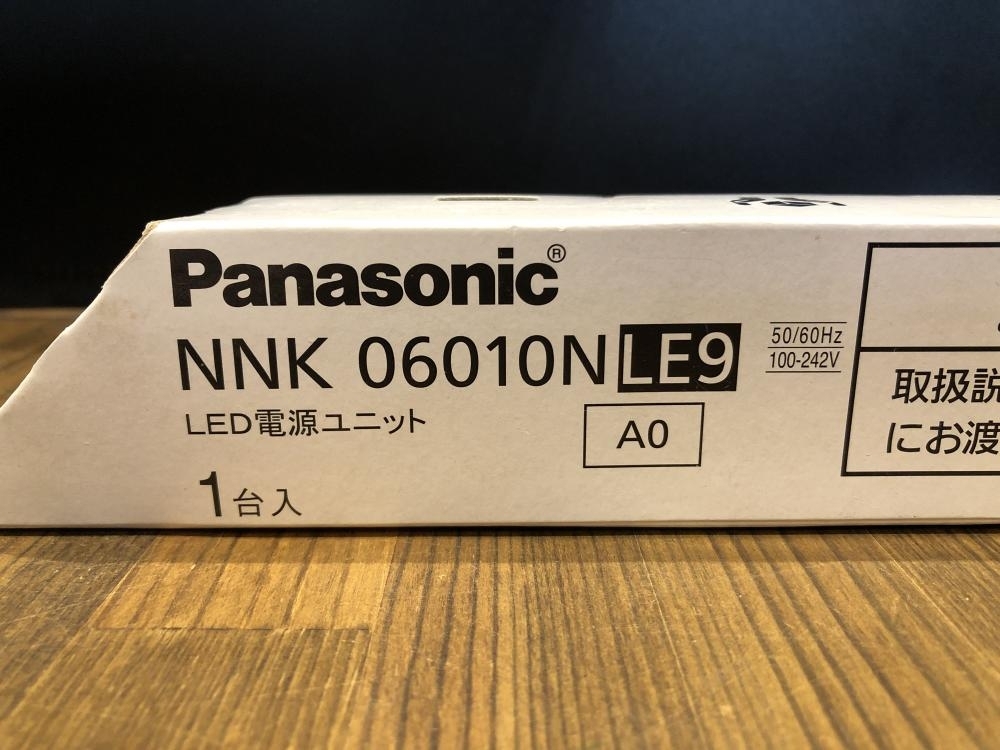 Panasonic®
NNK 06010N LE9
50/60Hz
100-242V
LED電源ユニット
A0
1台入
取扱説
にお渡